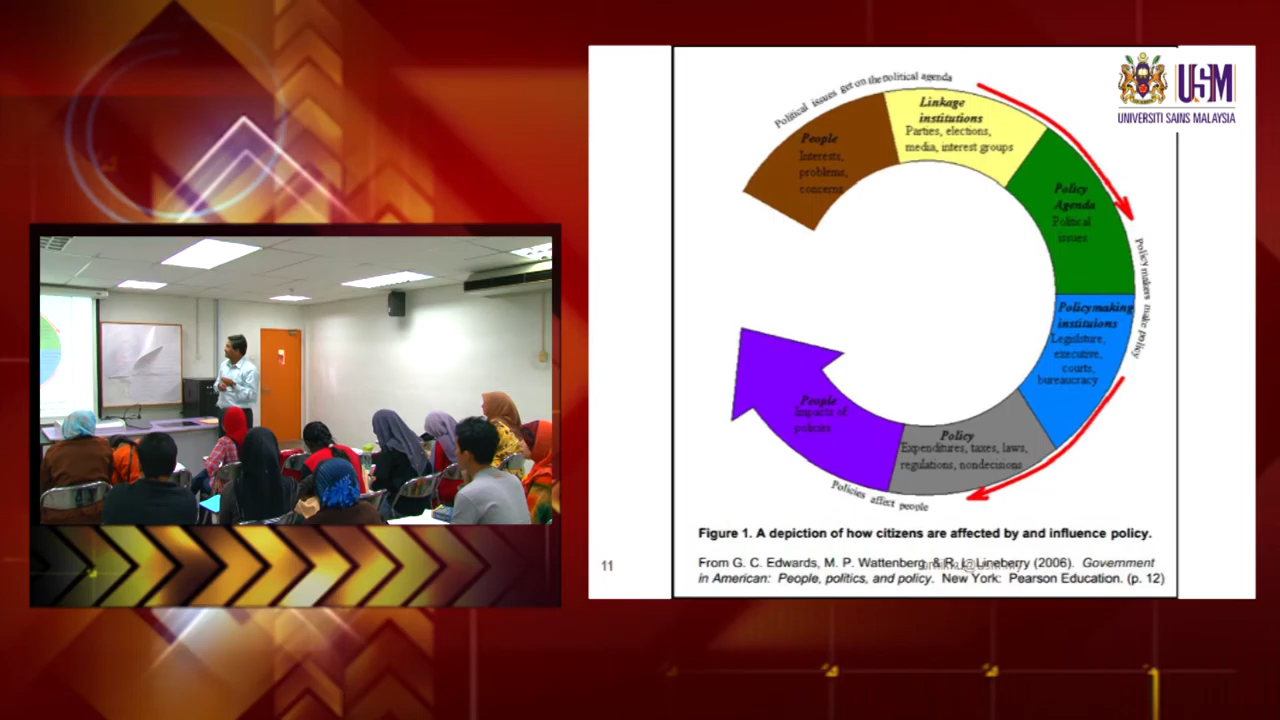 USM
UNIVERSITI SAINS MALAYSIA
Political issues get on the political agenda
People
Interests,
problems,
concerns
Linkage
institutions
Parties, elections,
media, interest groups
Policy
Agenda
Political
issues
Policymakers make policy
Policymaking
instituions
Legislsture,
executive,
courts,
bureaucracy
Policy
Expenditures, taxes, laws,
regulations, nondecisions
People
Impacts of
policies
Policies affect people
Figure 1. A depiction of how citizens are affected by and influence policy.
From G. C. Edwards, M. P. Wattenberg, & R. L. Lineberry (2006). Government
in American: People, politics, and policy. New York: Pearson Education. (p. 12)
11